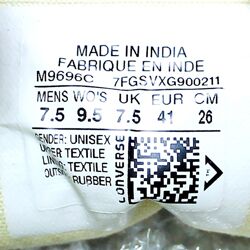 MADE IN INDIA
FABRIQUE EN INDE
M9696C 7FGSVXG900211
MENS WO'S UK EUR CM
7.5 9.5 7.5 41 26
GENDER: UNISEX
UPPER TEXTILE
LINING: TEXTILE
OUTSOLE RUBBER
CONVERSE